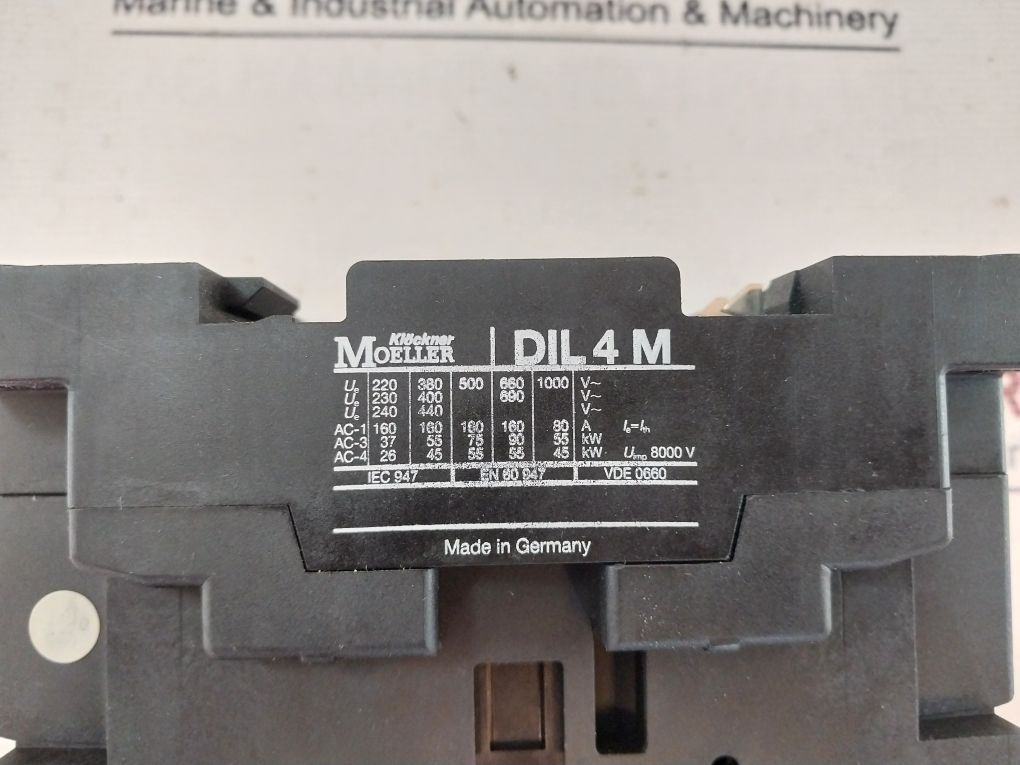 Marine & Industrial Automation & Machinery
Klöckner
MOELLER DIL 4 M
Ue 220 380 500 660 1000 V~
Ue 230 400 690 V~
Ue 240 440 V~
AC-1 160 160 160 160 80 A Ie=Ith
AC-3 37 55 75 90 55 kW
AC-4 26 45 55 55 45 kW Uimp 8000 V
IEC 947 EN 60 947 VDE 0660
Made in Germany